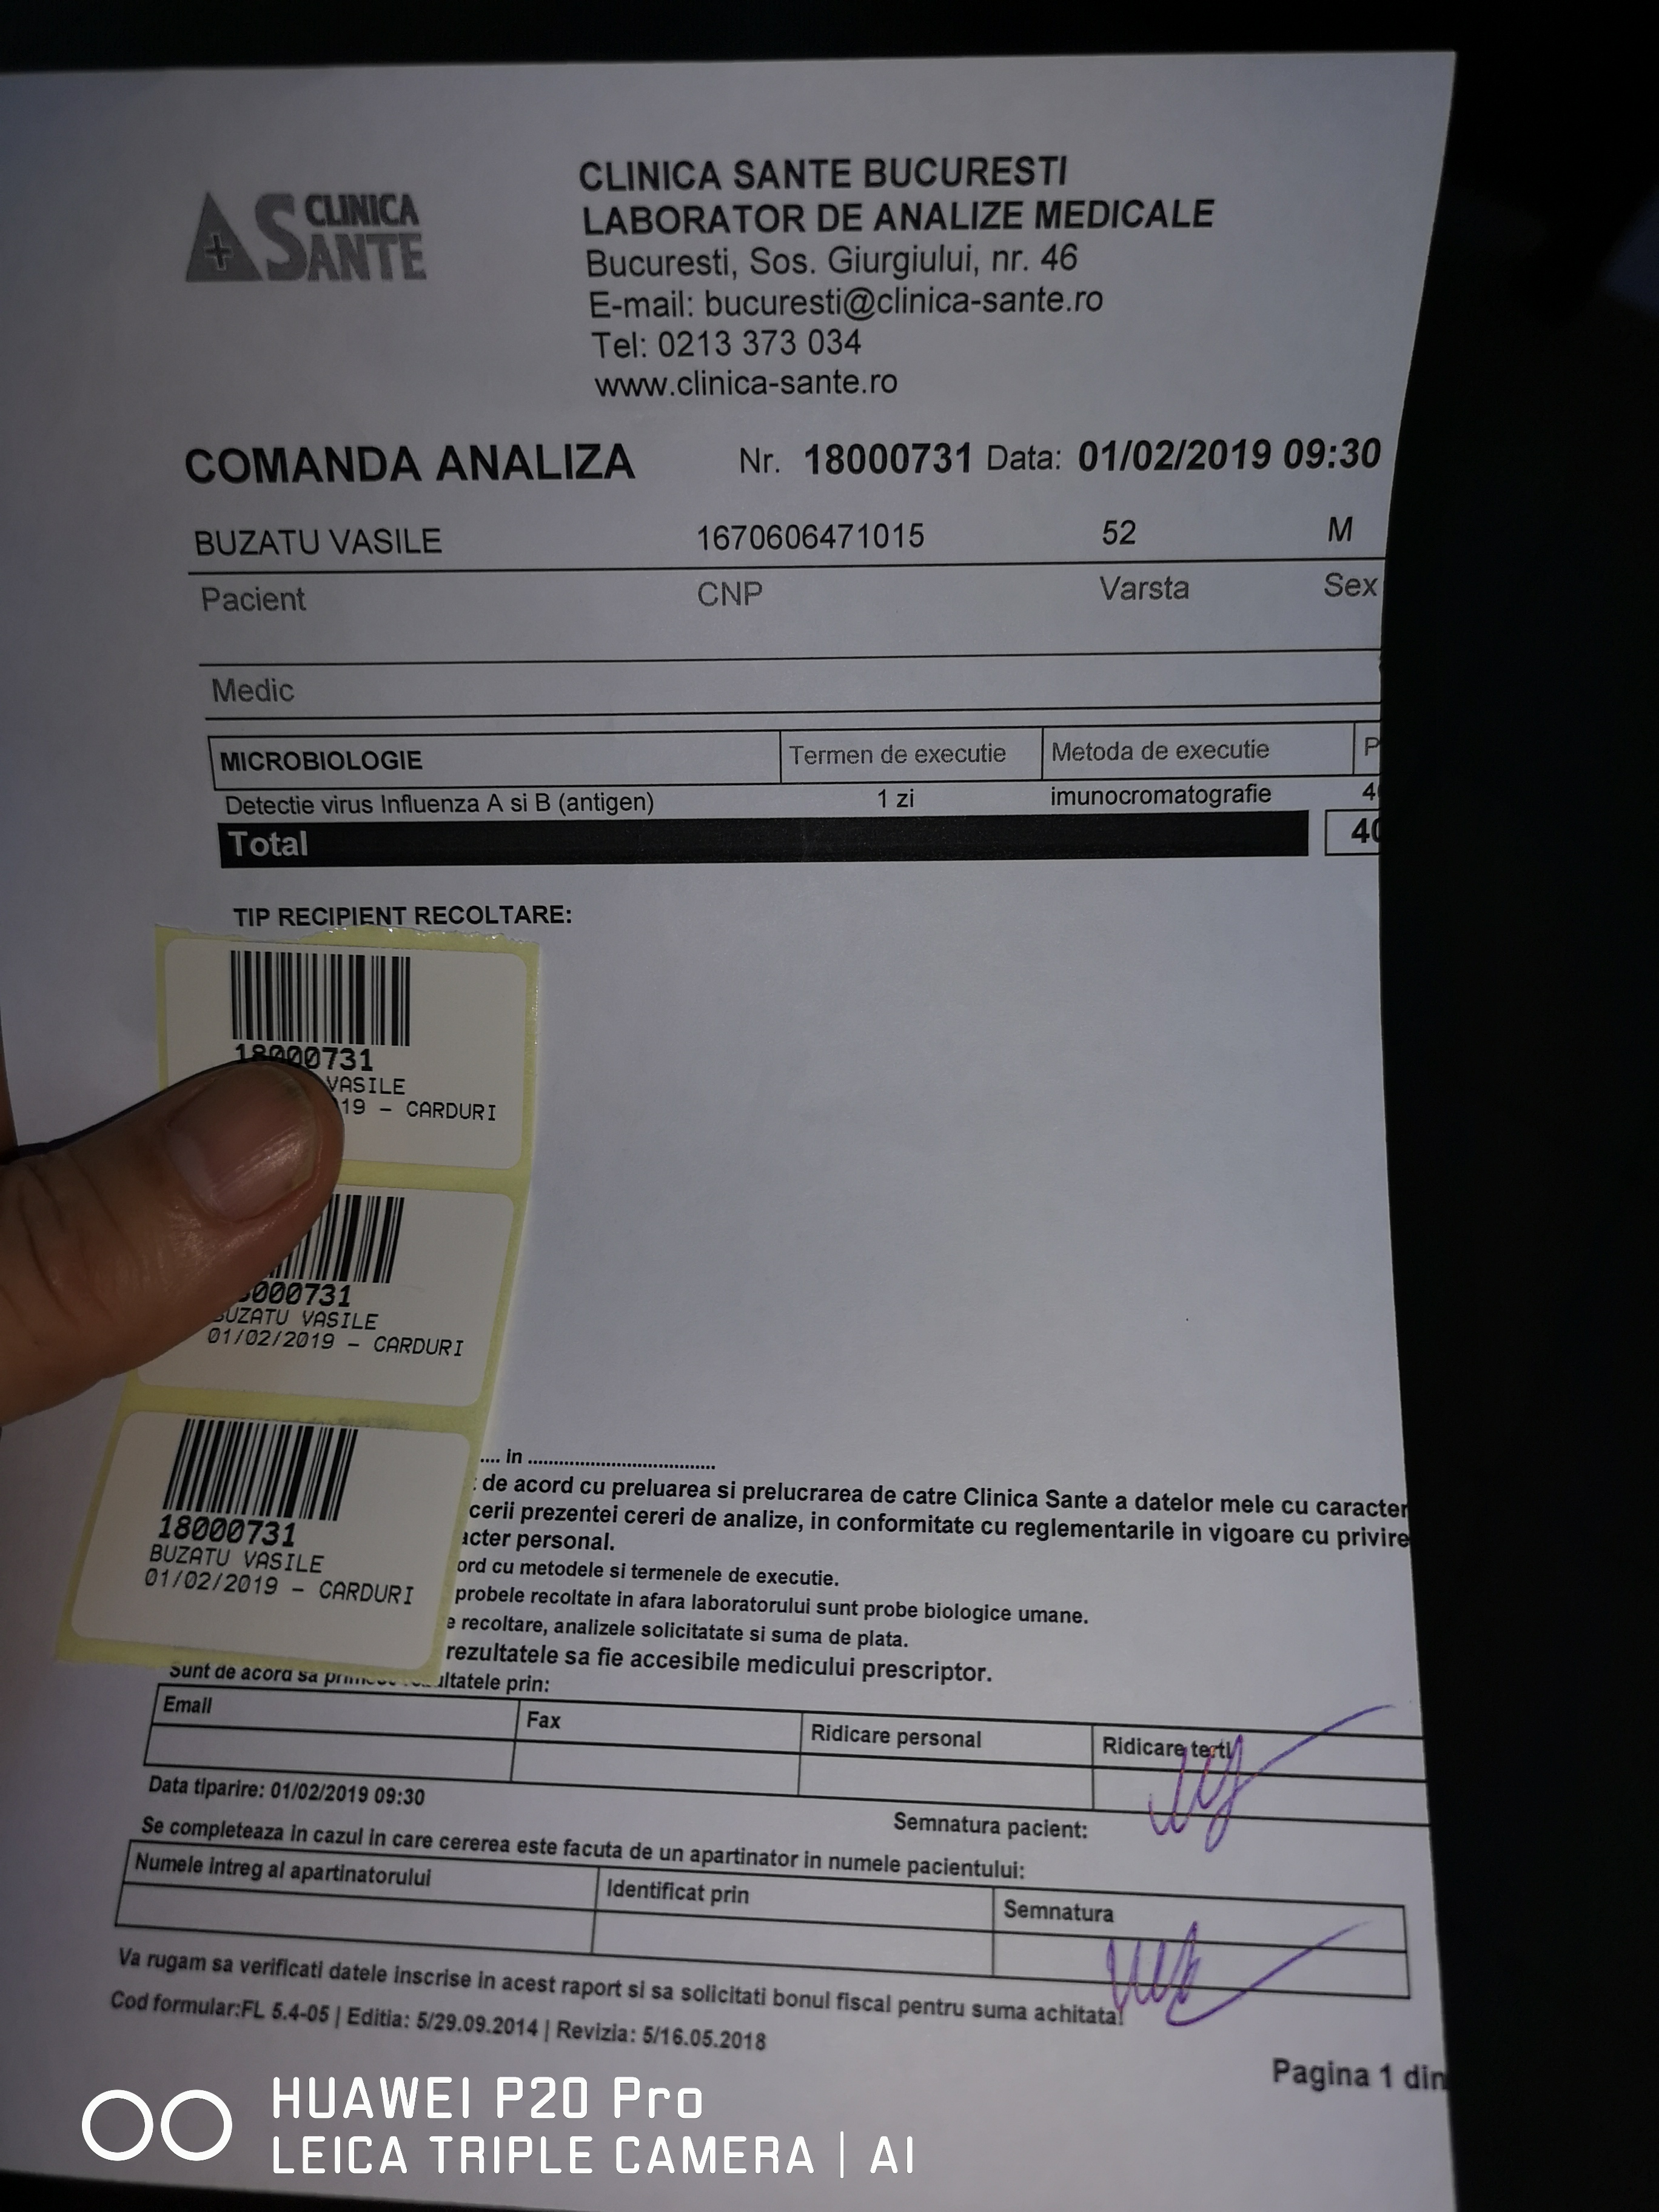 CLINICA
SANTE
CLINICA SANTE BUCURESTI
LABORATOR DE ANALIZE MEDICALE
Bucuresti, Sos. Giurgiului, nr. 46
E-mail: bucuresti@clinica-sante.ro
Tel: 0213 373 034
www.clinica-sante.ro
COMANDA ANALIZA Nr. 18000731 Data: 01/02/2019 09:30
BUZATU VASILE 1670606471015 52 M
Pacient CNP Varsta Sex
Medic
MICROBIOLOGIE Termen de executie Metoda de executie P
Detectie virus Influenza A si B (antigen) 1 zi imunocromatografie 4
Total 40
TIP RECIPIENT RECOLTARE:
18000731
VASILE
19 - CARDURI
000731
BUZATU VASILE
01/02/2019 - CARDURI
18000731
BUZATU VASILE
01/02/2019 - CARDURI
.... in ....................................
de acord cu preluarea si prelucrarea de catre Clinica Sante a datelor mele cu caracter
cerii prezentei cereri de analize, in conformitate cu reglementarile in vigoare cu privire
acter personal.
ord cu metodele si termenele de executie.
probele recoltate in afara laboratorului sunt probe biologice umane.
e recoltare, analizele solicitatate si suma de plata.
rezultatele sa fie accesibile medicului prescriptor.
Sunt de acord sa ultatele prin:
Email Fax Ridicare personal Ridicare terti
Data tiparire: 01/02/2019 09:30
Semnatura pacient:
Se completeaza in cazul in care cererea este facuta de un apartinator in numele pacientului:
Numele intreg al apartinatorului Identificat prin Semnatura
Va rugam sa verificati datele inscrise in acest raport si sa solicitati bonul fiscal pentru suma achitata!
Cod formular:FL 5.4-05 | Editia: 5/29.09.2014 | Revizia: 5/16.05.2018
Pagina 1 din
HUAWEI P20 Pro
LEICA TRIPLE CAMERA | AI